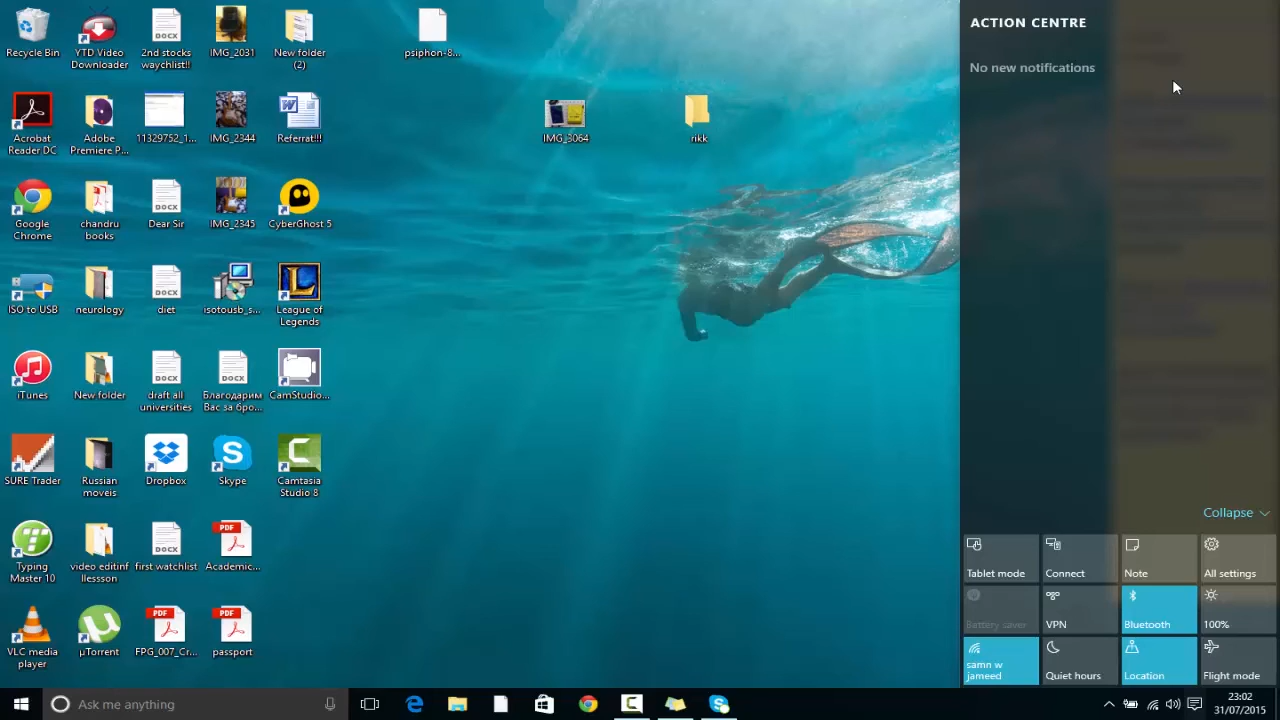 Recycle Bin
YTD Video
Downloader
2nd stocks
waychlist!!
IMG_2031
New folder
(2)
psiphon-8...
Acrobat
Reader DC
Adobe
Premiere P...
11329752_1...
IMG_2344
Referrat!!!
IMG_3064
rikk
Google
Chrome
chandru
books
Dear Sir
IMG_2345
CyberGhost 5
ISO to USB
neurology
diet
isotousb_s...
League of
Legends
iTunes
New folder
draft all
universities
Благодарим
Вас за бро...
CamStudio...
SURE Trader
Russian
moveis
Dropbox
Skype
Camtasia
Studio 8
Typing
Master 10
video editinf
llessson
first watchlist
Academic...
VLC media
player
µTorrent
FPG_007_Cr...
passport
ACTION CENTRE
No new notifications
Collapse
Tablet mode
Connect
Note
All settings
Battery saver
VPN
Bluetooth
100%
samn w
jameed
Quiet hours
Location
Flight mode
Ask me anything
23:02
31/07/2015